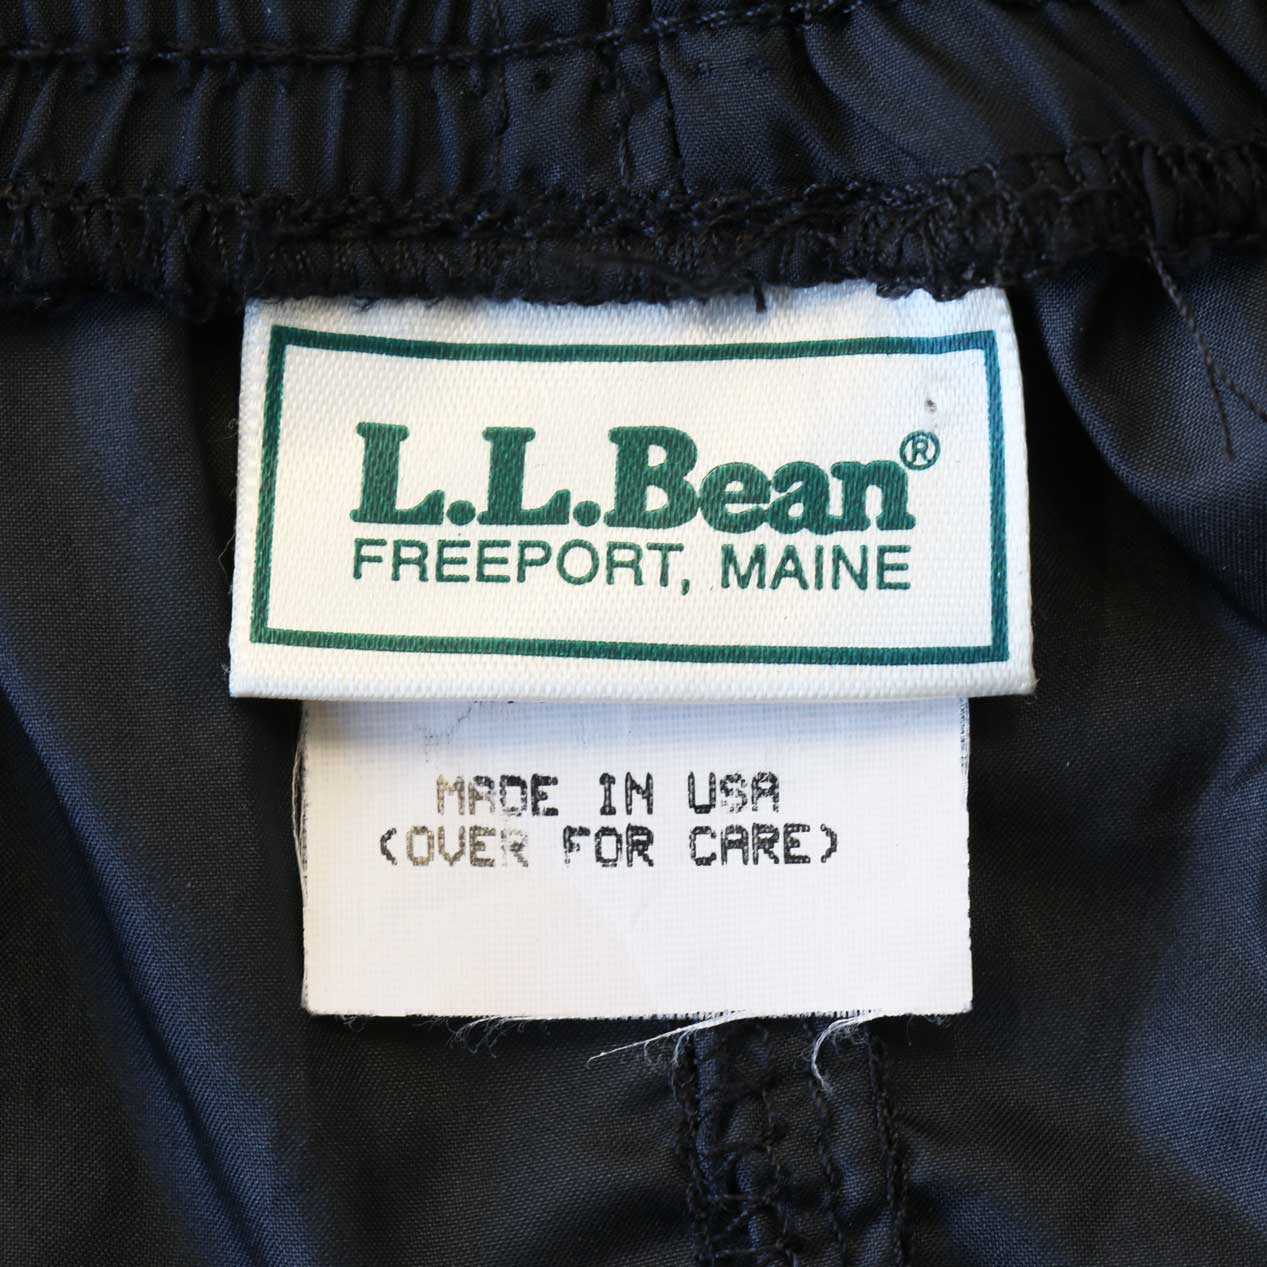 L.L.Bean®
FREEPORT, MAINE
MADE IN USA
(OVER FOR CARE)